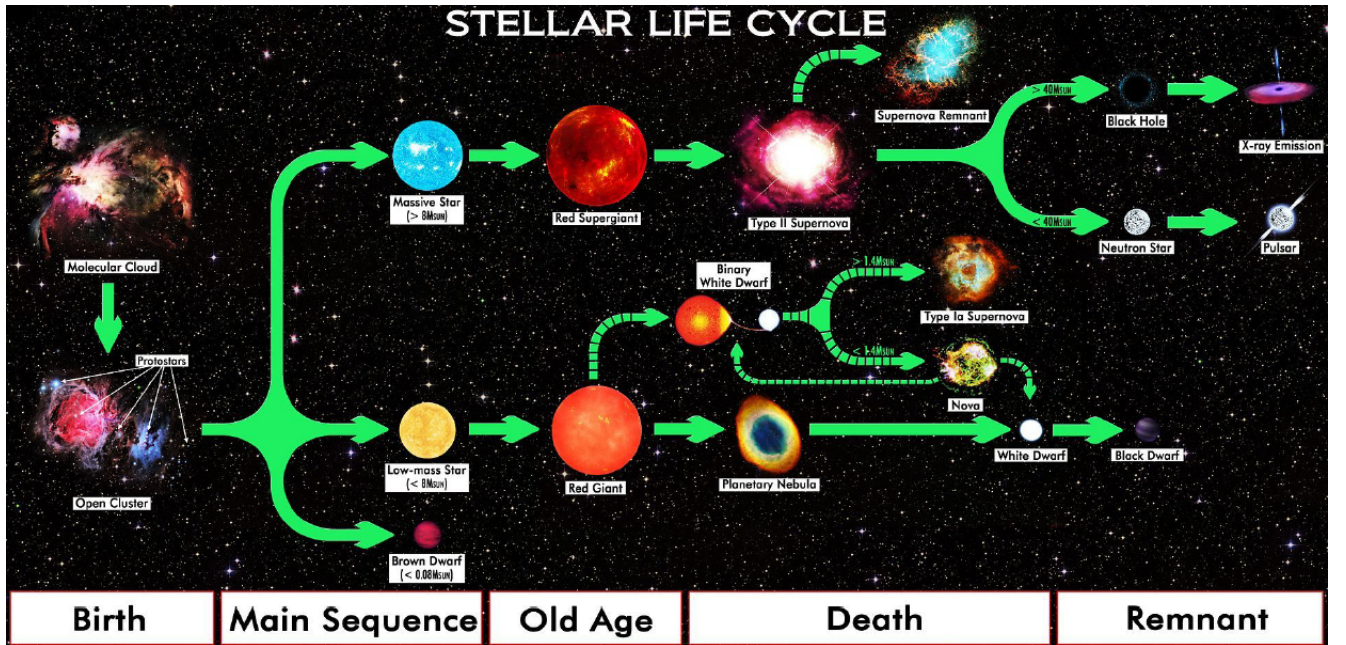 STELLAR LIFE CYCLE
Molecular Cloud
Protostars
Open Cluster
Massive Star
(> 8MSUN)
Red Supergiant
Type II Supernova
Supernova Remnant
> 40MSUN
Black Hole
X-ray Emission
< 40MSUN
Neutron Star
Pulsar
Binary
White Dwarf
> 1.4MSUN
Type Ia Supernova
< 1.4MSUN
Nova
Low-mass Star
(< 8MSUN)
Red Giant
Planetary Nebula
White Dwarf
Black Dwarf
Brown Dwarf
(< 0.08MSUN)
Birth
Main Sequence
Old Age
Death
Remnant